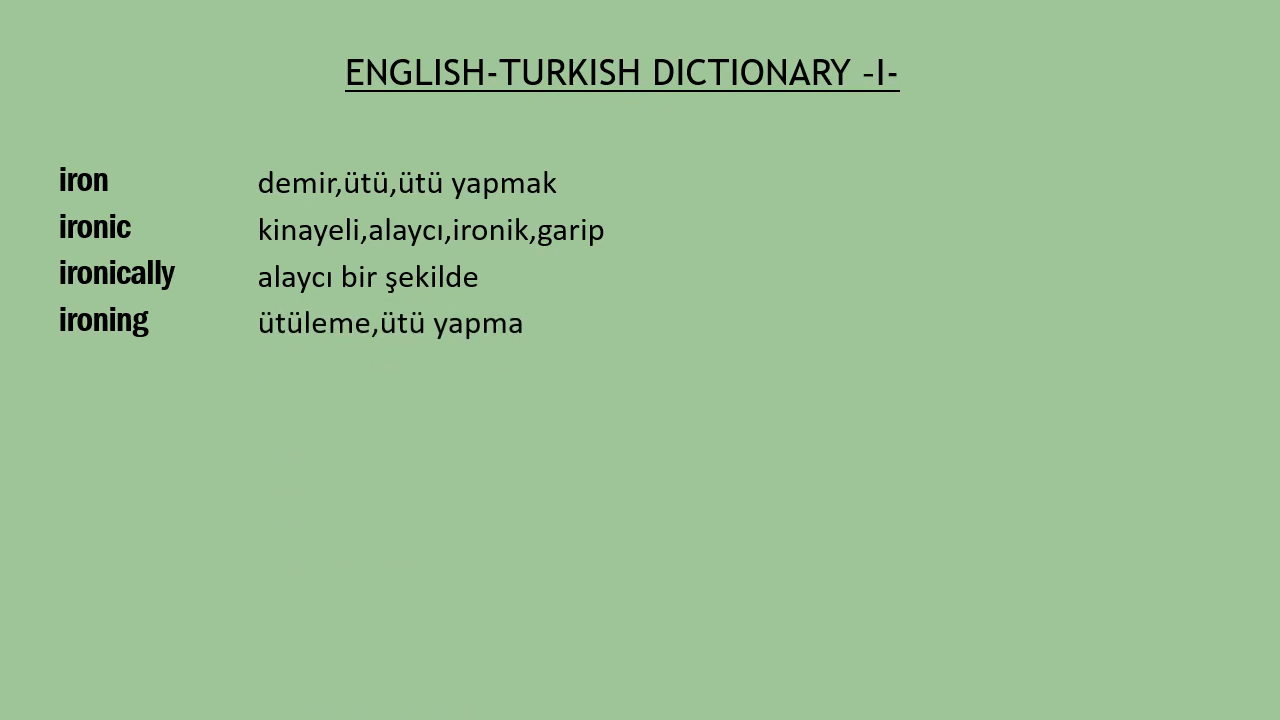 ENGLISH-TURKISH DICTIONARY –I-
iron demir,ütü,ütü yapmak
ironic kinayeli,alaycı,ironik,garip
ironically alaycı bir şekilde
ironing ütüleme,ütü yapma